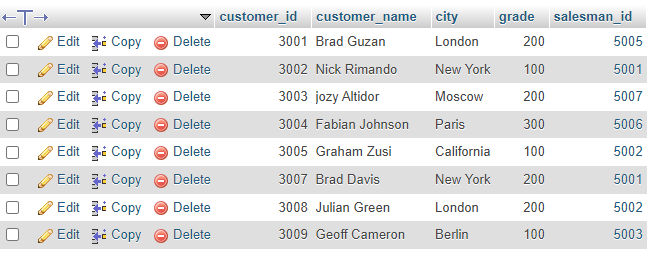 customer_id customer_name city grade salesman_id
Edit Copy Delete 3001 Brad Guzan London 200 5005
Edit Copy Delete 3002 Nick Rimando New York 100 5001
Edit Copy Delete 3003 jozy Altidor Moscow 200 5007
Edit Copy Delete 3004 Fabian Johnson Paris 300 5006
Edit Copy Delete 3005 Graham Zusi California 100 5002
Edit Copy Delete 3007 Brad Davis New York 200 5001
Edit Copy Delete 3008 Julian Green London 200 5002
Edit Copy Delete 3009 Geoff Cameron Berlin 100 5003